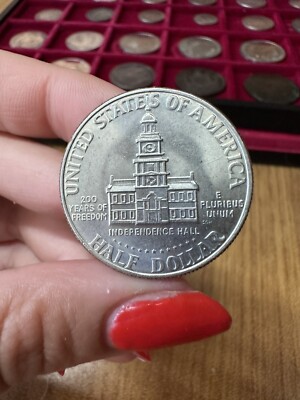 UNITED STATES OF AMERICA
200
YEARS OF
FREEDOM
E
PLURIBUS
UNUM
INDEPENDENCE HALL
HALF DOLLAR